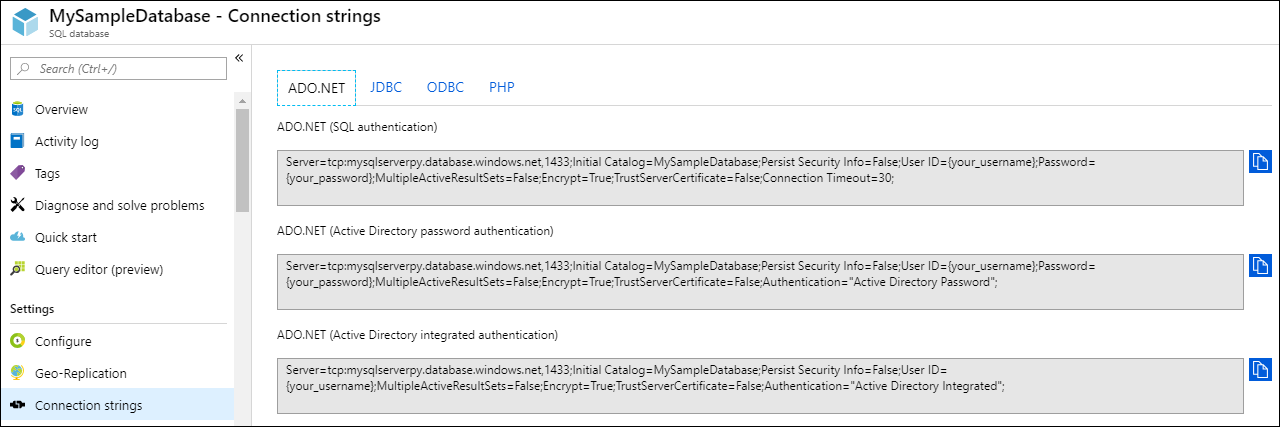 MySampleDatabase - Connection strings
SQL database
Search (Ctrl+/)
«
Overview
Activity log
Tags
Diagnose and solve problems
Quick start
Query editor (preview)
Settings
Configure
Geo-Replication
Connection strings
ADO.NET JDBC ODBC PHP
ADO.NET (SQL authentication)
Server=tcp:mysqlserverpy.database.windows.net,1433;Initial Catalog=MySampleDatabase;Persist Security Info=False;User ID={your_username};Password=
{your_password};MultipleActiveResultSets=False;Encrypt=True;TrustServerCertificate=False;Connection Timeout=30;
ADO.NET (Active Directory password authentication)
Server=tcp:mysqlserverpy.database.windows.net,1433;Initial Catalog=MySampleDatabase;Persist Security Info=False;User ID={your_username};Password=
{your_password};MultipleActiveResultSets=False;Encrypt=True;TrustServerCertificate=False;Authentication="Active Directory Password";
ADO.NET (Active Directory integrated authentication)
Server=tcp:mysqlserverpy.database.windows.net,1433;Initial Catalog=MySampleDatabase;Persist Security Info=False;User ID=
{your_username};MultipleActiveResultSets=False;Encrypt=True;TrustServerCertificate=False;Authentication="Active Directory Integrated";